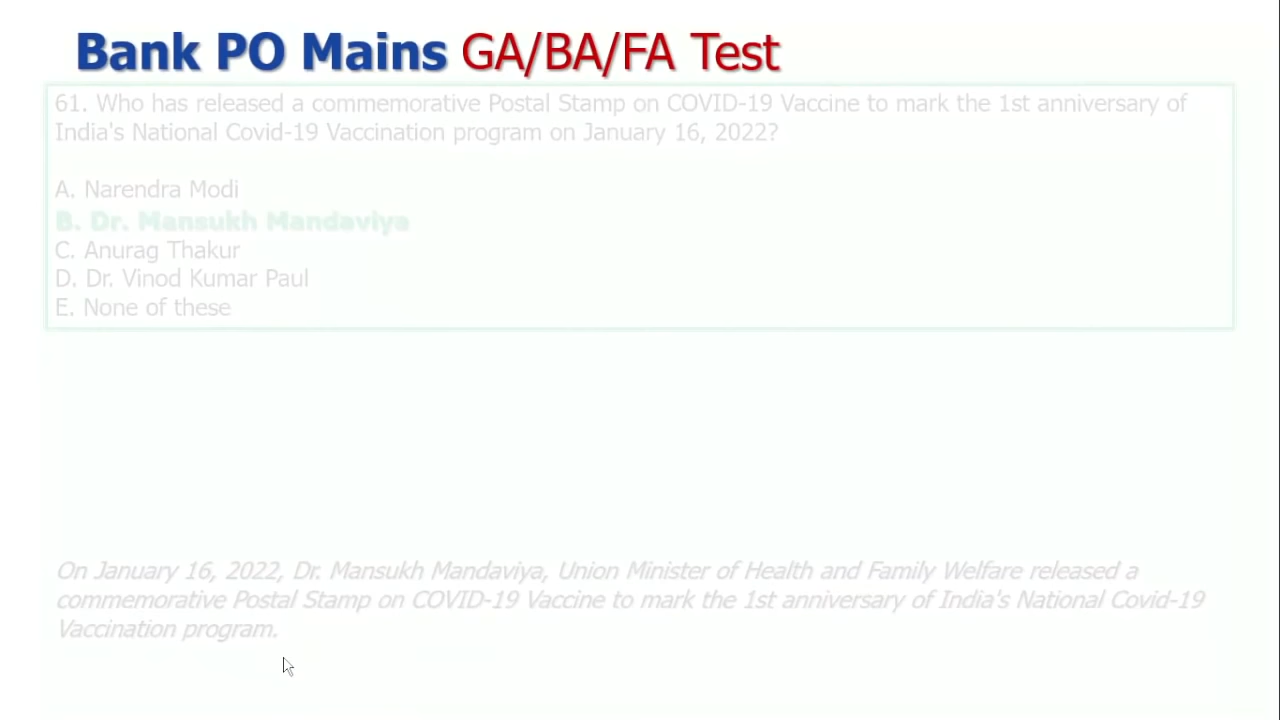 Bank PO Mains GA/BA/FA Test
61. Who has released a commemorative Postal Stamp on COVID-19 Vaccine to mark the 1st anniversary of
India's National Covid-19 Vaccination program on January 16, 2022?
A. Narendra Modi
B. Dr. Mansukh Mandaviya
C. Anurag Thakur
D. Dr. Vinod Kumar Paul
E. None of these
On January 16, 2022, Dr. Mansukh Mandaviya, Union Minister of Health and Family Welfare released a
commemorative Postal Stamp on COVID-19 Vaccine to mark the 1st anniversary of India's National Covid-19
Vaccination program.